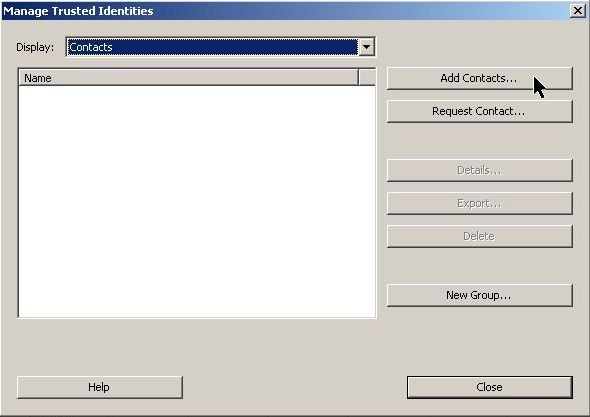 Manage Trusted Identities
Display: Contacts
Name
Add Contacts...
Request Contact...
Details...
Export...
Delete
New Group...
Help
Close